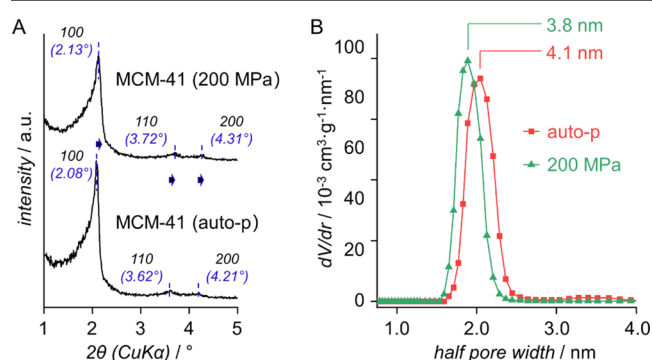 A
100
(2.13°)
MCM-41 (200 MPa)
110
(3.72°)
200
(4.31°)
100
(2.08°)
MCM-41 (auto-p)
110
(3.62°)
200
(4.21°)
intensity / a.u.
1 2 3 4 5
2θ (CuKα) / °
B
3.8 nm
4.1 nm
100
80
60
40
20
0
auto-p
200 MPa
dV/dr / 10⁻³ cm³·g⁻¹·nm⁻¹
1.0 2.0 3.0 4.0
half pore width / nm